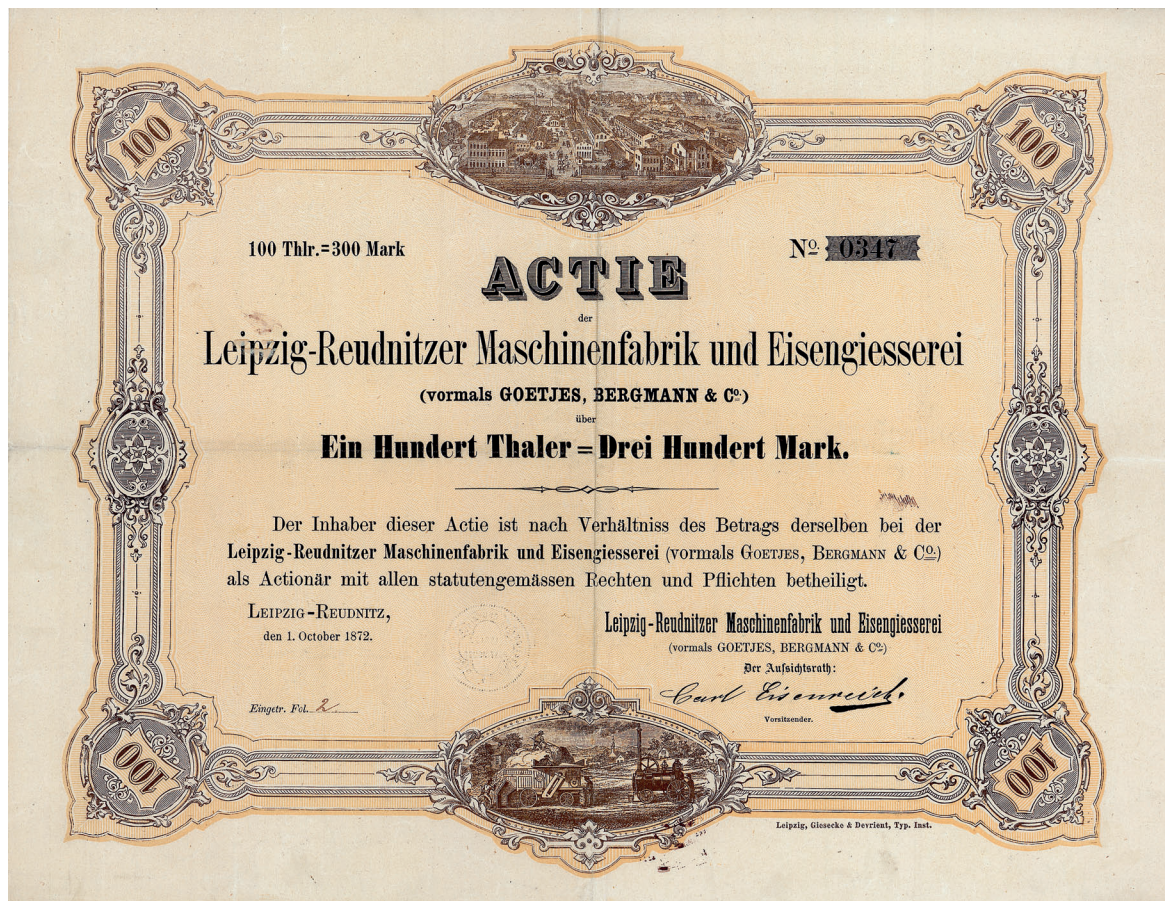 100
100
100 Thlr.=300 Mark
No. 0347
ACTIE
der
Leipzig-Reudnitzer Maschinenfabrik und Eisengiesserei
(vormals GOETJES, BERGMANN & Co.)
über
Ein Hundert Thaler = Drei Hundert Mark.
Der Inhaber dieser Actie ist nach Verhältniss des Betrags derselben bei der
Leipzig-Reudnitzer Maschinenfabrik und Eisengiesserei (vormals GOETJES, BERGMANN & Co.)
als Actionär mit allen statutengemässen Rechten und Pflichten betheiligt.
LEIPZIG-REUDNITZ,
den 1. October 1872.
Leipzig-Reudnitzer Maschinenfabrik und Eisengiesserei
(vormals GOETJES, BERGMANN & Co.)
Der Aufsichtsrath:
Carl Eisenreich.
Vorsitzender.
Eingetr. Fol. 2
100
100
Leipzig, Giesecke & Devrient, Typ. Inst.